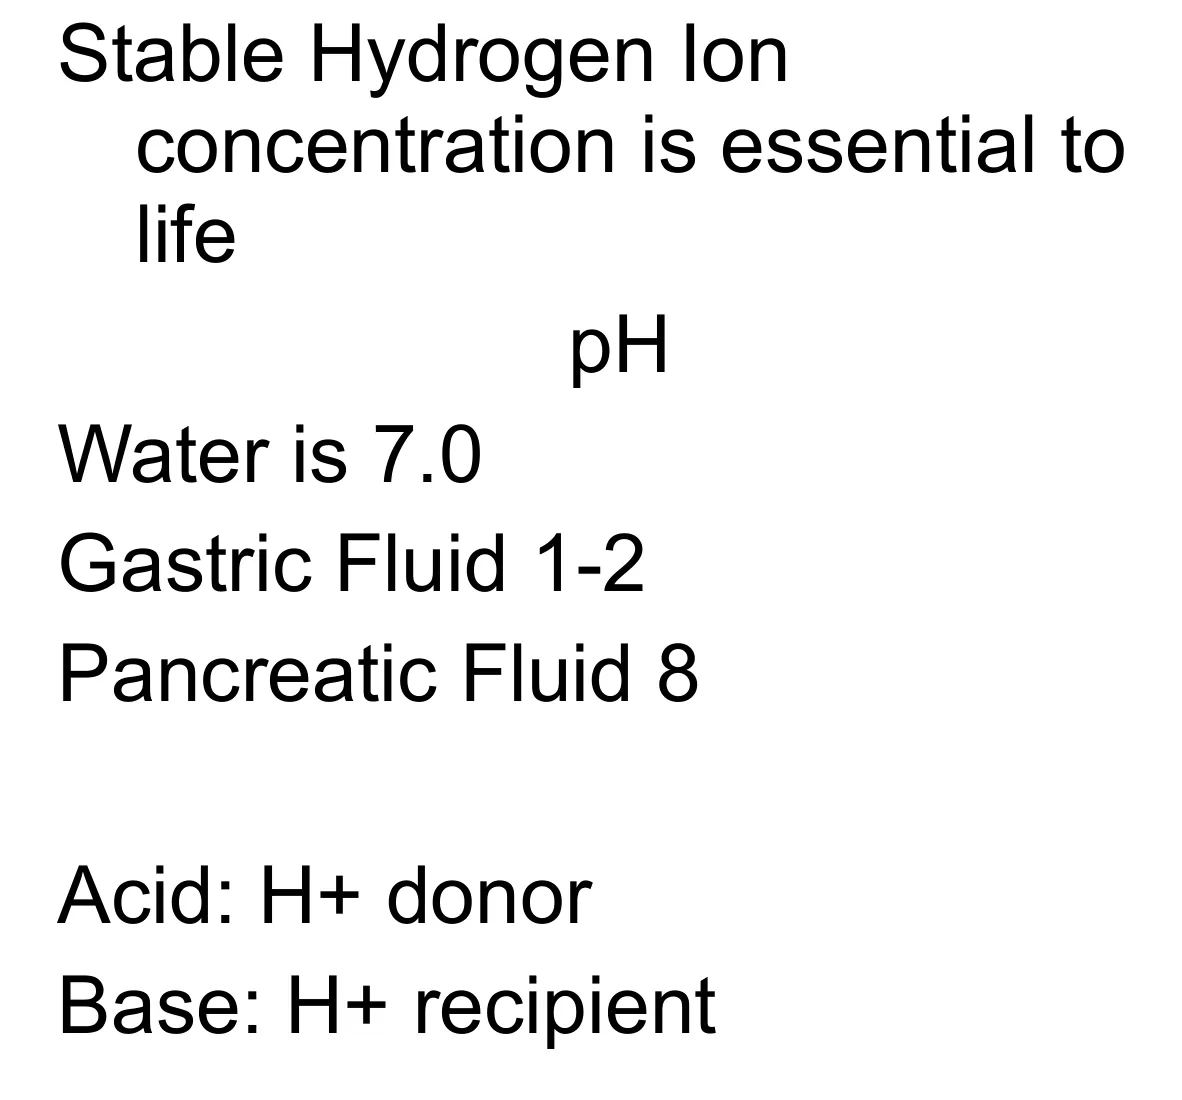 Stable Hydrogen Ion
concentration is essential to
life
pH
Water is 7.0
Gastric Fluid 1-2
Pancreatic Fluid 8
Acid: H+ donor
Base: H+ recipient